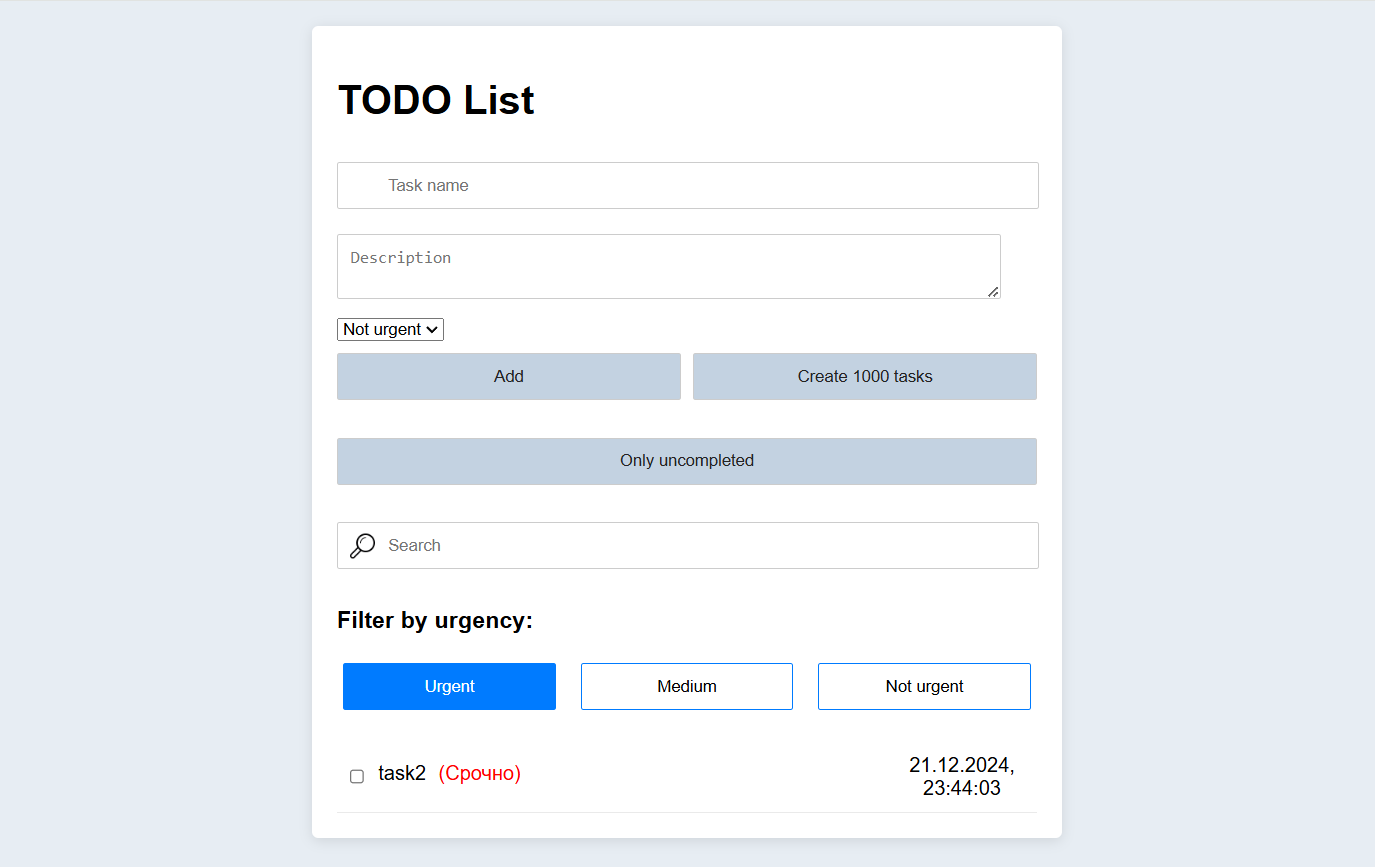 TODO List
Task name
Description
Not urgent
Add
Create 1000 tasks
Only uncompleted
Search
Filter by urgency:
Urgent
Medium
Not urgent
task2 (Срочно)
21.12.2024,
23:44:03